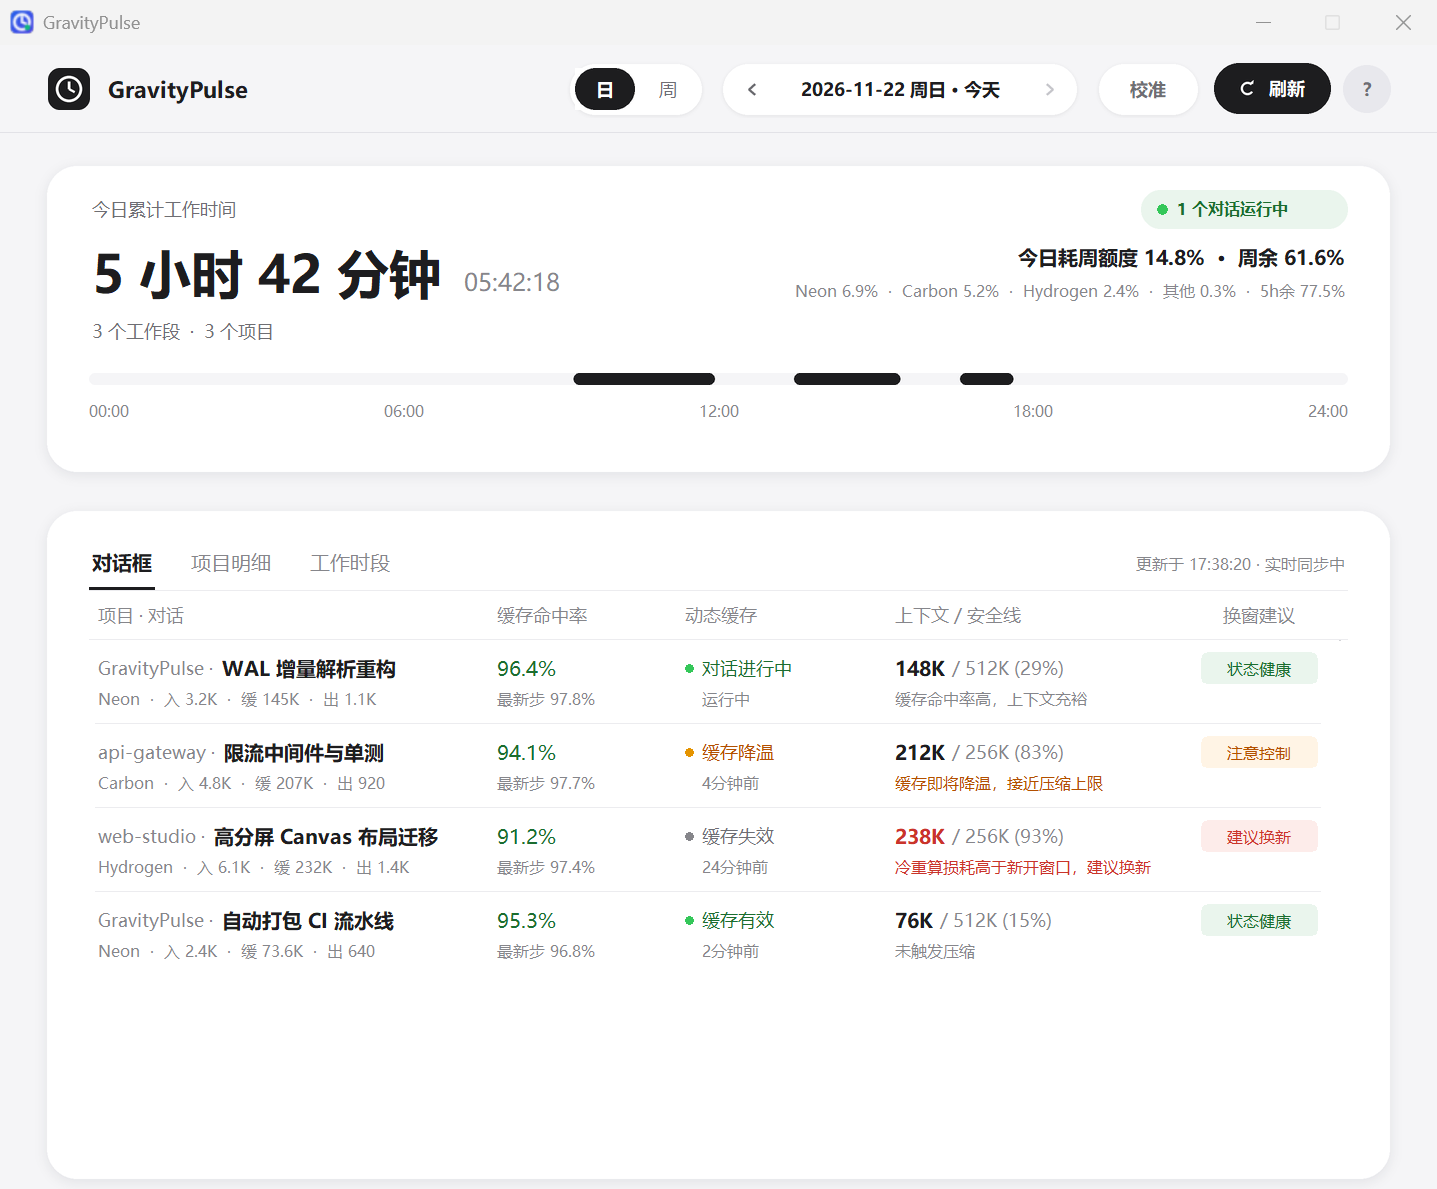 GravityPulse
GravityPulse
日 周
2026-11-22 周日 • 今天
校准
刷新
?
今日累计工作时间
1 个对话运行中
5 小时 42 分钟 05:42:18
今日耗周额度 14.8% • 周余 61.6%
Neon 6.9% · Carbon 5.2% · Hydrogen 2.4% · 其他 0.3% · 5h余 77.5%
3 个工作段 · 3 个项目
00:00 06:00 12:00 18:00 24:00
对话框 项目明细 工作时段
更新于 17:38:20 · 实时同步中
项目 · 对话 缓存命中率 动态缓存 上下文 / 安全线 换窗建议
GravityPulse · WAL 增量解析重构 96.4% 对话进行中 148K / 512K (29%) 状态健康
Neon · 入 3.2K · 缓 145K · 出 1.1K 最新步 97.8% 运行中 缓存命中率高，上下文充裕
api-gateway · 限流中间件与单测 94.1% 缓存降温 212K / 256K (83%) 注意控制
Carbon · 入 4.8K · 缓 207K · 出 920 最新步 97.7% 4分钟前 缓存即将降温，接近压缩上限
web-studio · 高分屏 Canvas 布局迁移 91.2% 缓存失效 238K / 256K (93%) 建议换新
Hydrogen · 入 6.1K · 缓 232K · 出 1.4K 最新步 97.4% 24分钟前 冷重算损耗高于新开窗口，建议换新
GravityPulse · 自动打包 CI 流水线 95.3% 缓存有效 76K / 512K (15%) 状态健康
Neon · 入 2.4K · 缓 73.6K · 出 640 最新步 96.8% 2分钟前 未触发压缩